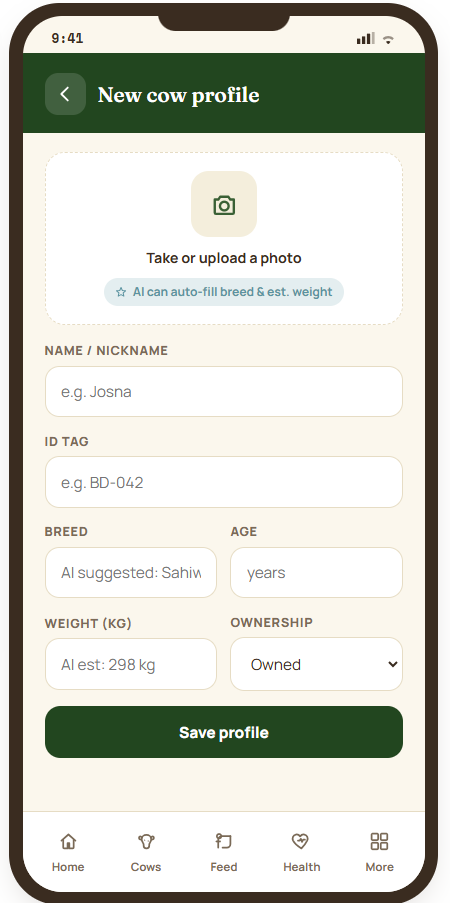 9:41
New cow profile
Take or upload a photo
AI can auto-fill breed & est. weight
NAME / NICKNAME
e.g. Josna
ID TAG
e.g. BD-042
BREED AGE
AI suggested: Sahiw years
WEIGHT (KG) OWNERSHIP
AI est: 298 kg Owned
Save profile
Home Cows Feed Health More